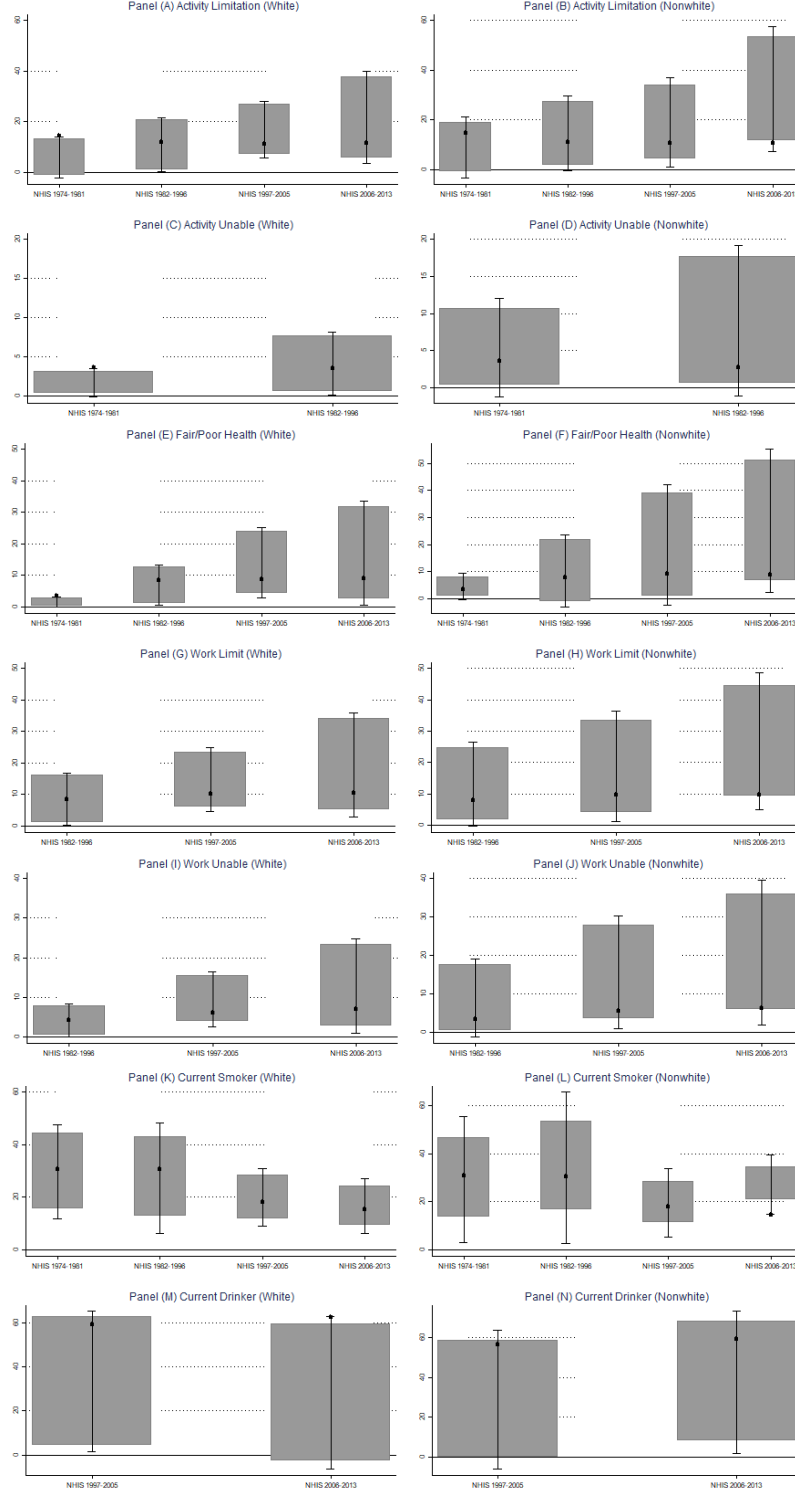 Panel (A) Activity Limitation (White)
60
40
20
0
NHIS 1974-1981 NHIS 1982-1996 NHIS 1997-2005 NHIS 2006-2013
Panel (B) Activity Limitation (Nonwhite)
60
40
20
0
NHIS 1974-1981 NHIS 1982-1996 NHIS 1997-2005 NHIS 2006-2013
Panel (C) Activity Unable (White)
20
15
10
5
0
NHIS 1974-1981 NHIS 1982-1996
Panel (D) Activity Unable (Nonwhite)
20
15
10
5
0
NHIS 1974-1981 NHIS 1982-1996
Panel (E) Fair/Poor Health (White)
50
40
30
20
10
0
NHIS 1974-1981 NHIS 1982-1996 NHIS 1997-2005 NHIS 2006-2013
Panel (F) Fair/Poor Health (Nonwhite)
50
40
30
20
10
0
NHIS 1974-1981 NHIS 1982-1996 NHIS 1997-2005 NHIS 2006-2013
Panel (G) Work Limit (White)
50
40
30
20
10
0
NHIS 1982-1996 NHIS 1997-2005 NHIS 2006-2013
Panel (H) Work Limit (Nonwhite)
50
40
30
20
10
0
NHIS 1982-1996 NHIS 1997-2005 NHIS 2006-2013
Panel (I) Work Unable (White)
40
30
20
10
0
NHIS 1982-1996 NHIS 1997-2005 NHIS 2006-2013
Panel (J) Work Unable (Nonwhite)
40
30
20
10
0
NHIS 1982-1996 NHIS 1997-2005 NHIS 2006-2013
Panel (K) Current Smoker (White)
60
40
20
0
NHIS 1974-1981 NHIS 1982-1996 NHIS 1997-2005 NHIS 2006-2013
Panel (L) Current Smoker (Nonwhite)
60
40
20
0
NHIS 1974-1981 NHIS 1982-1996 NHIS 1997-2005 NHIS 2006-2013
Panel (M) Current Drinker (White)
60
40
20
0
NHIS 1997-2005 NHIS 2006-2013
Panel (N) Current Drinker (Nonwhite)
60
40
20
0
NHIS 1997-2005 NHIS 2006-2013